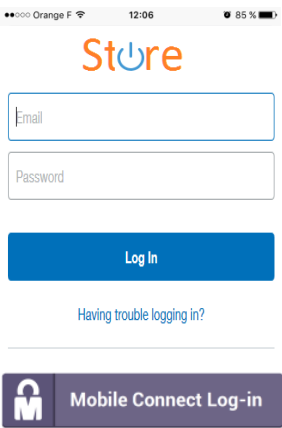 Orange F 12:06 85 %
Store
Email
Password
Log In
Having trouble logging in?
M Mobile Connect Log-in